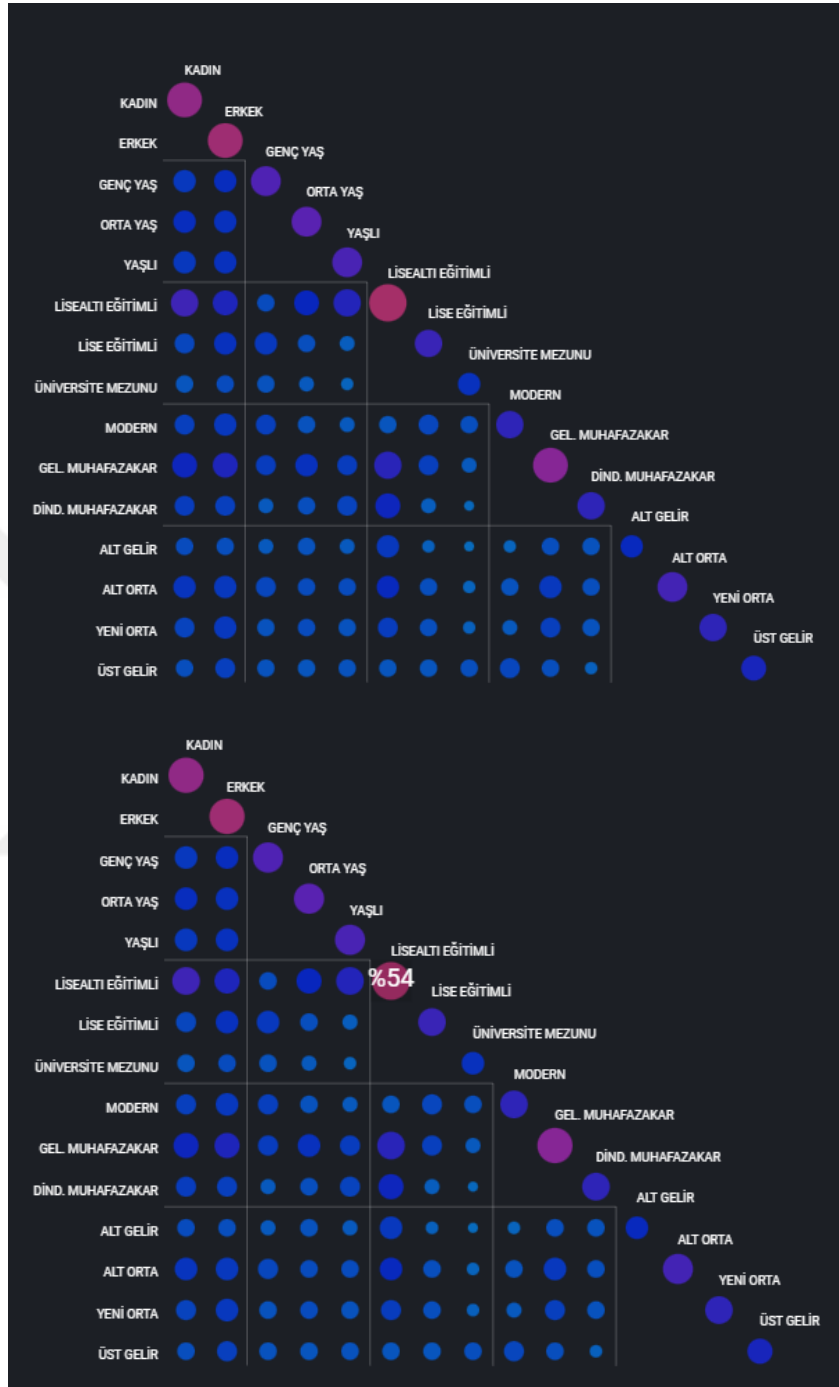 KADIN
KADIN
ERKEK
ERKEK
GENÇ YAŞ
GENÇ YAŞ
ORTA YAŞ
ORTA YAŞ
YAŞLI
YAŞLI
LİSEALTI EĞİTİMLİ
LİSEALTI EĞİTİMLİ
LİSE EĞİTİMLİ
LİSE EĞİTİMLİ
ÜNİVERSİTE MEZUNU
ÜNİVERSİTE MEZUNU
MODERN
MODERN
GEL. MUHAFAZAKAR
GEL. MUHAFAZAKAR
DİND. MUHAFAZAKAR
DİND. MUHAFAZAKAR
ALT GELİR
ALT GELİR
ALT ORTA
ALT ORTA
YENİ ORTA
YENİ ORTA
ÜST GELİR
ÜST GELİR
KADIN
KADIN
ERKEK
ERKEK
GENÇ YAŞ
GENÇ YAŞ
ORTA YAŞ
ORTA YAŞ
YAŞLI
YAŞLI
LİSEALTI EĞİTİMLİ
LİSEALTI EĞİTİMLİ
%54
LİSE EĞİTİMLİ
LİSE EĞİTİMLİ
ÜNİVERSİTE MEZUNU
ÜNİVERSİTE MEZUNU
MODERN
MODERN
GEL. MUHAFAZAKAR
GEL. MUHAFAZAKAR
DİND. MUHAFAZAKAR
DİND. MUHAFAZAKAR
ALT GELİR
ALT GELİR
ALT ORTA
ALT ORTA
YENİ ORTA
YENİ ORTA
ÜST GELİR
ÜST GELİR